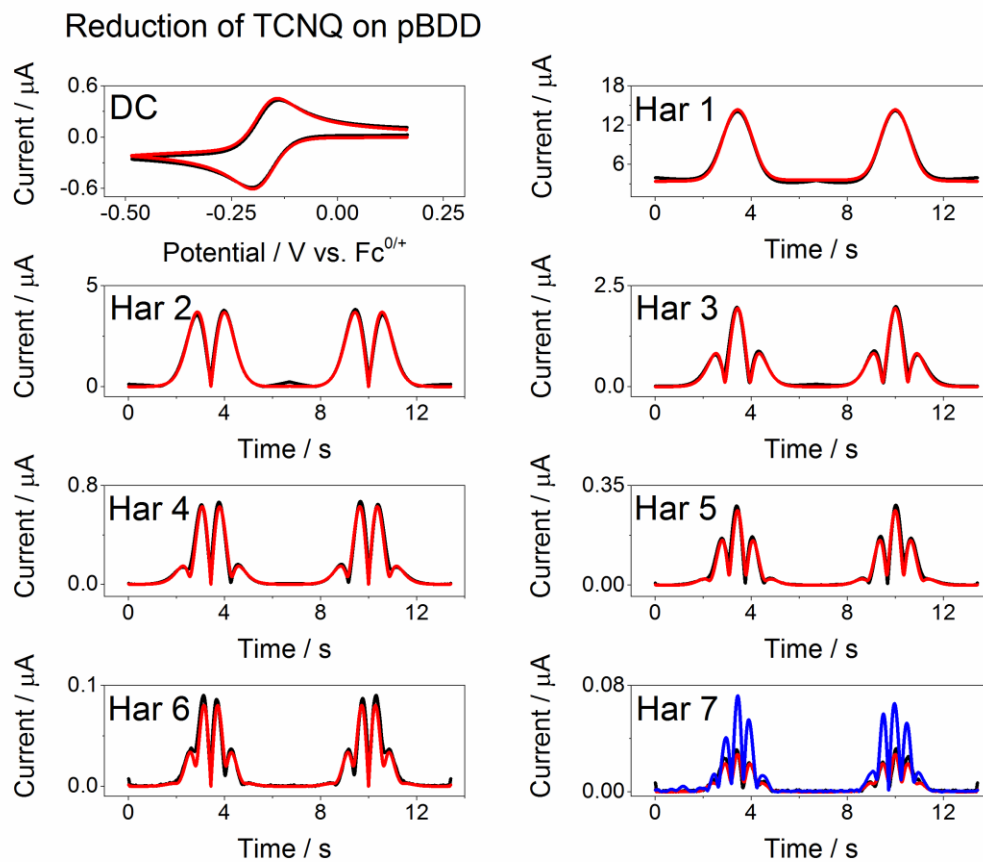 Reduction of TCNQ on pBDD
Current / μA
0.6
0.0
-0.6
DC
-0.50 -0.25 0.00 0.25
Potential / V vs. Fc0/+
Current / μA
18
12
6
Har 1
0 4 8 12
Time / s
Current / μA
5
0
Har 2
0 4 8 12
Time / s
Current / μA
2.5
0.0
Har 3
0 4 8 12
Time / s
Current / μA
0.8
0.0
Har 4
0 4 8 12
Time / s
Current / μA
0.35
0.00
Har 5
0 4 8 12
Time / s
Current / μA
0.1
0.0
Har 6
0 4 8 12
Time / s
Current / μA
0.08
0.00
Har 7
0 4 8 12
Time / s